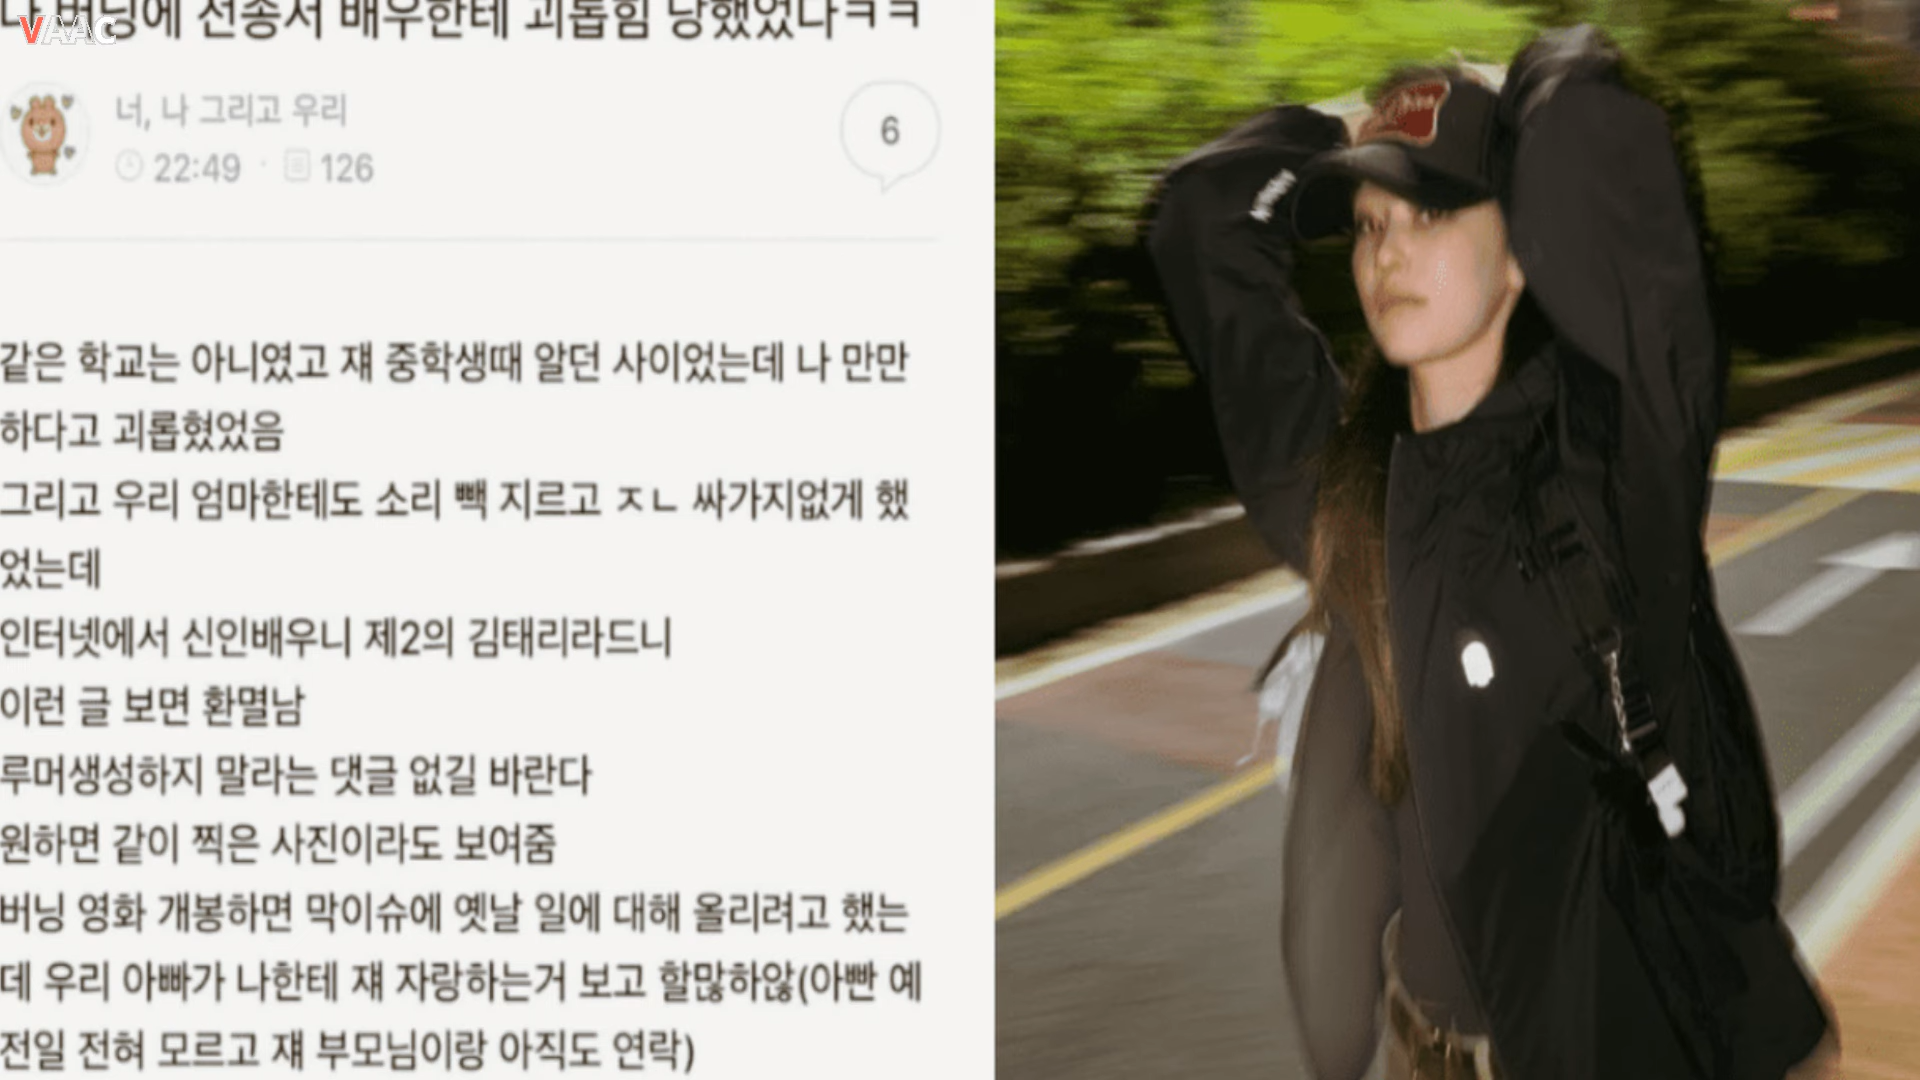 나 버닝에 전종서 배우한테 괴롭힘 당했었다ㅋㅋ
VAAC
너, 나 그리고 우리
22:49 · 126
6
같은 학교는 아니였고 쟤 중학생때 알던 사이었는데 나 만만
하다고 괴롭혔었음
그리고 우리 엄마한테도 소리 빽 지르고 ㅈㄴ 싸가지없게 했
었는데
인터넷에서 신인배우니 제2의 김태리라드니
이런 글 보면 환멸남
루머생성하지 말라는 댓글 없길 바란다
원하면 같이 찍은 사진이라도 보여줌
버닝 영화 개봉하면 막이슈에 옛날 일에 대해 올리려고 했는
데 우리 아빠가 나한테 쟤 자랑하는거 보고 할많하않(아빤 예
전일 전혀 모르고 쟤 부모님이랑 아직도 연락)